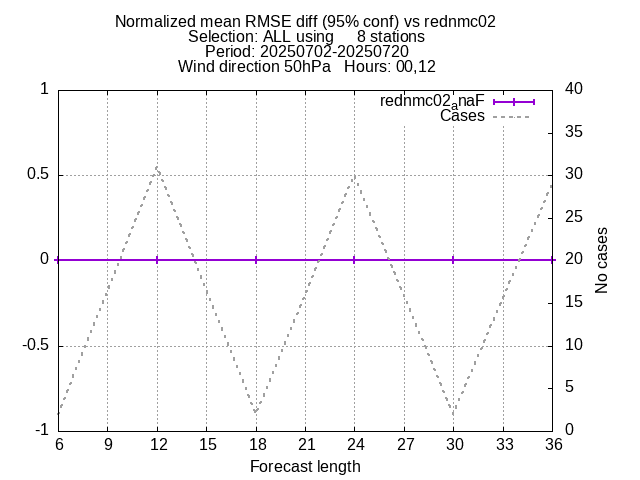 Normalized mean RMSE diff (95% conf) vs rednmc02
Selection: ALL using     8 stations
Period: 20250702-20250720
Wind direction 50hPa   Hours: 00,12
rednmc02anaF
Cases
1
0.5
0
-0.5
-1
40
35
30
25
20
15
10
5
0
No cases
6 9 12 15 18 21 24 27 30 33 36
Forecast length